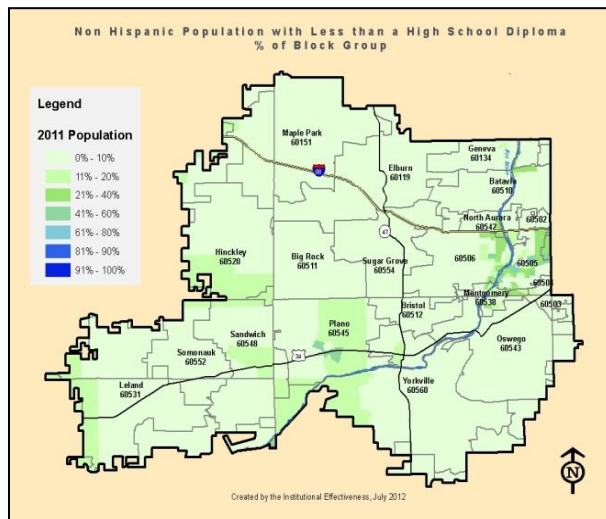 Non Hispanic Population with Less than a High School Diploma
% of Block Group
Legend
2011 Population
0% - 10%
11% - 20%
21% - 40%
41% - 60%
61% - 80%
81% - 90%
91% - 100%
Maple Park
60151
Elburn
60119
Geneva
60134
Batavia
60510
North Aurora
60542
60502
47
Hinckley
60520
Big Rock
60511
Sugar Grove
60554
60506
60505
Montgomery
60538
60503
Bristol
60512
Oswego
60543
Plano
60545
Sandwich
60548
Somonauk
60552
34
Leland
60531
Yorkville
60560
Created by the Institutional Effectiveness, July 2012
N